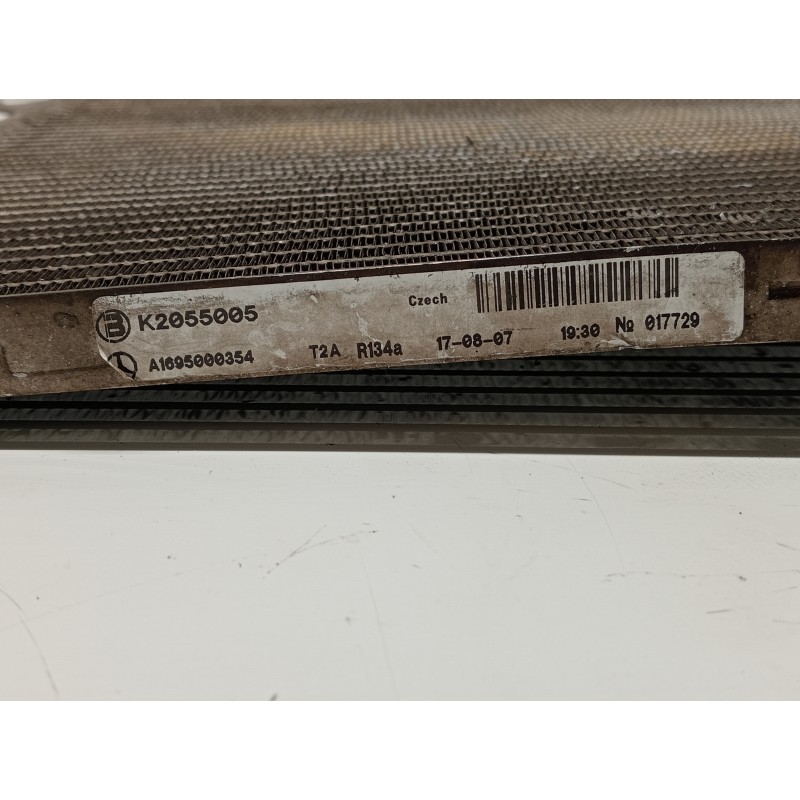 B K2055005 Czech
A1695000354 T2A R134a 17-08-07 19:30 № 017729